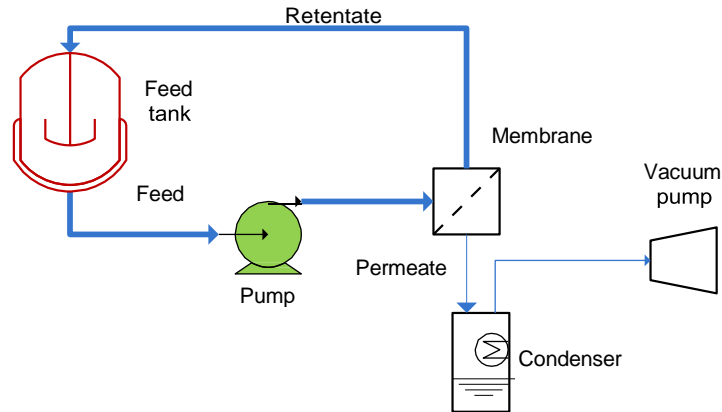 Retentate
Feed
tank
Membrane
Vacuum
pump
Feed
Permeate
Pump
Condenser